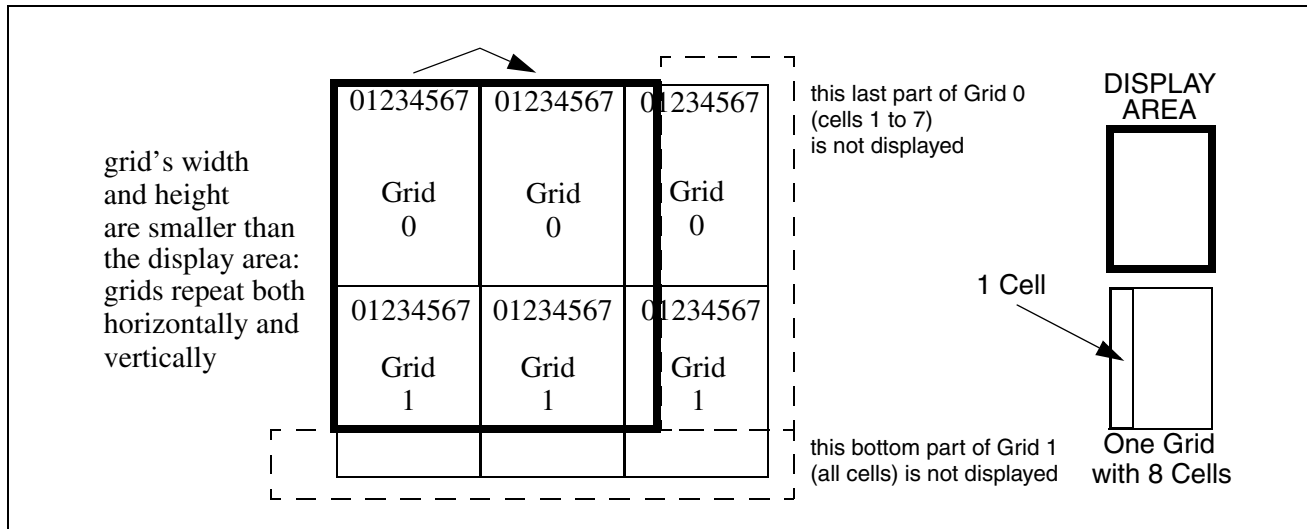 grid's width
and height
are smaller than
the display area:
grids repeat both
horizontally and
vertically
01234567 01234567 01234567
Grid Grid Grid
0 0 0
01234567 01234567 01234567
Grid Grid Grid
1 1 1
this last part of Grid 0
(cells 1 to 7)
is not displayed
this bottom part of Grid 1
(all cells) is not displayed
DISPLAY
AREA
1 Cell
One Grid
with 8 Cells